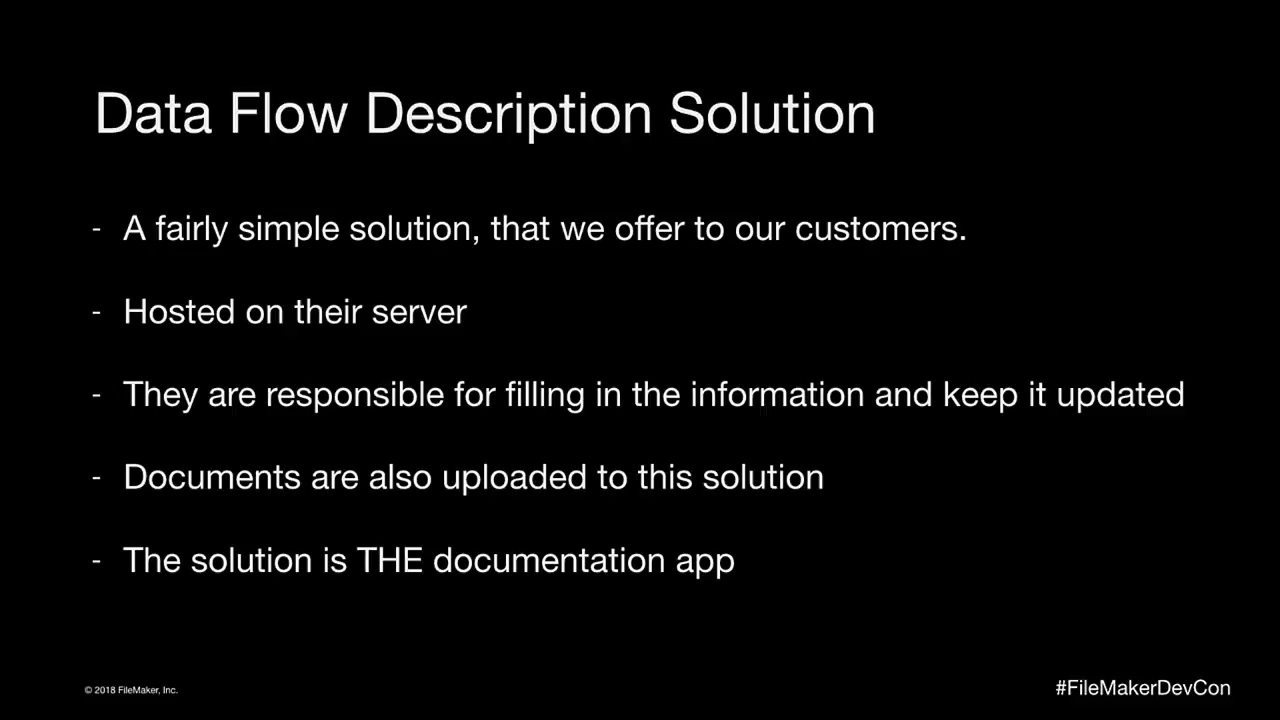 Data Flow Description Solution
- A fairly simple solution, that we offer to our customers.
- Hosted on their server
- They are responsible for filling in the information and keep it updated
- Documents are also uploaded to this solution
- The solution is THE documentation app
© 2018 FileMaker, Inc.
#FileMakerDevCon